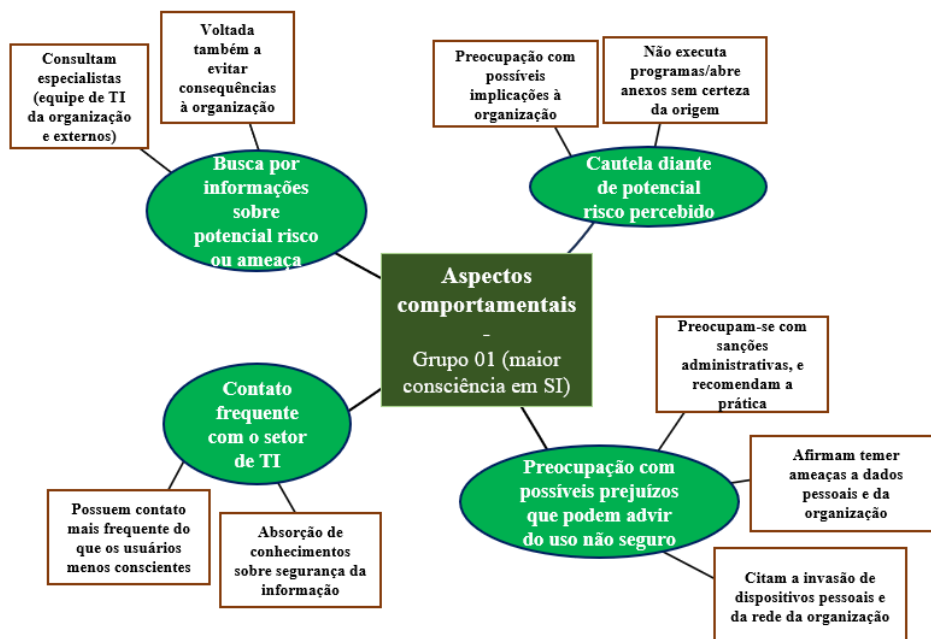 Consultam
especialistas
(equipe de TI
da organização
e externos)
Voltada
também a
evitar
consequências
à organização
Busca por
informações
sobre
potencial risco
ou ameaça
Preocupação com
possíveis
implicações à
organização
Não executa
programas/abre
anexos sem certeza
da origem
Cautela diante
de potencial
risco percebido
Aspectos
comportamentais
-
Grupo 01 (maior
consciência em SI)
Contato
frequente
com o setor
de TI
Possuem contato
mais frequente do
que os usuários
menos conscientes
Absorção de
conhecimentos
sobre segurança da
informação
Preocupam-se com
sanções
administrativas, e
recomendam a
prática
Preocupação com
possíveis prejuízos
que podem advir
do uso não seguro
Afirmam temer
ameaças a dados
pessoais e da
organização
Citam a invasão de
dispositivos pessoais e
da rede da organização